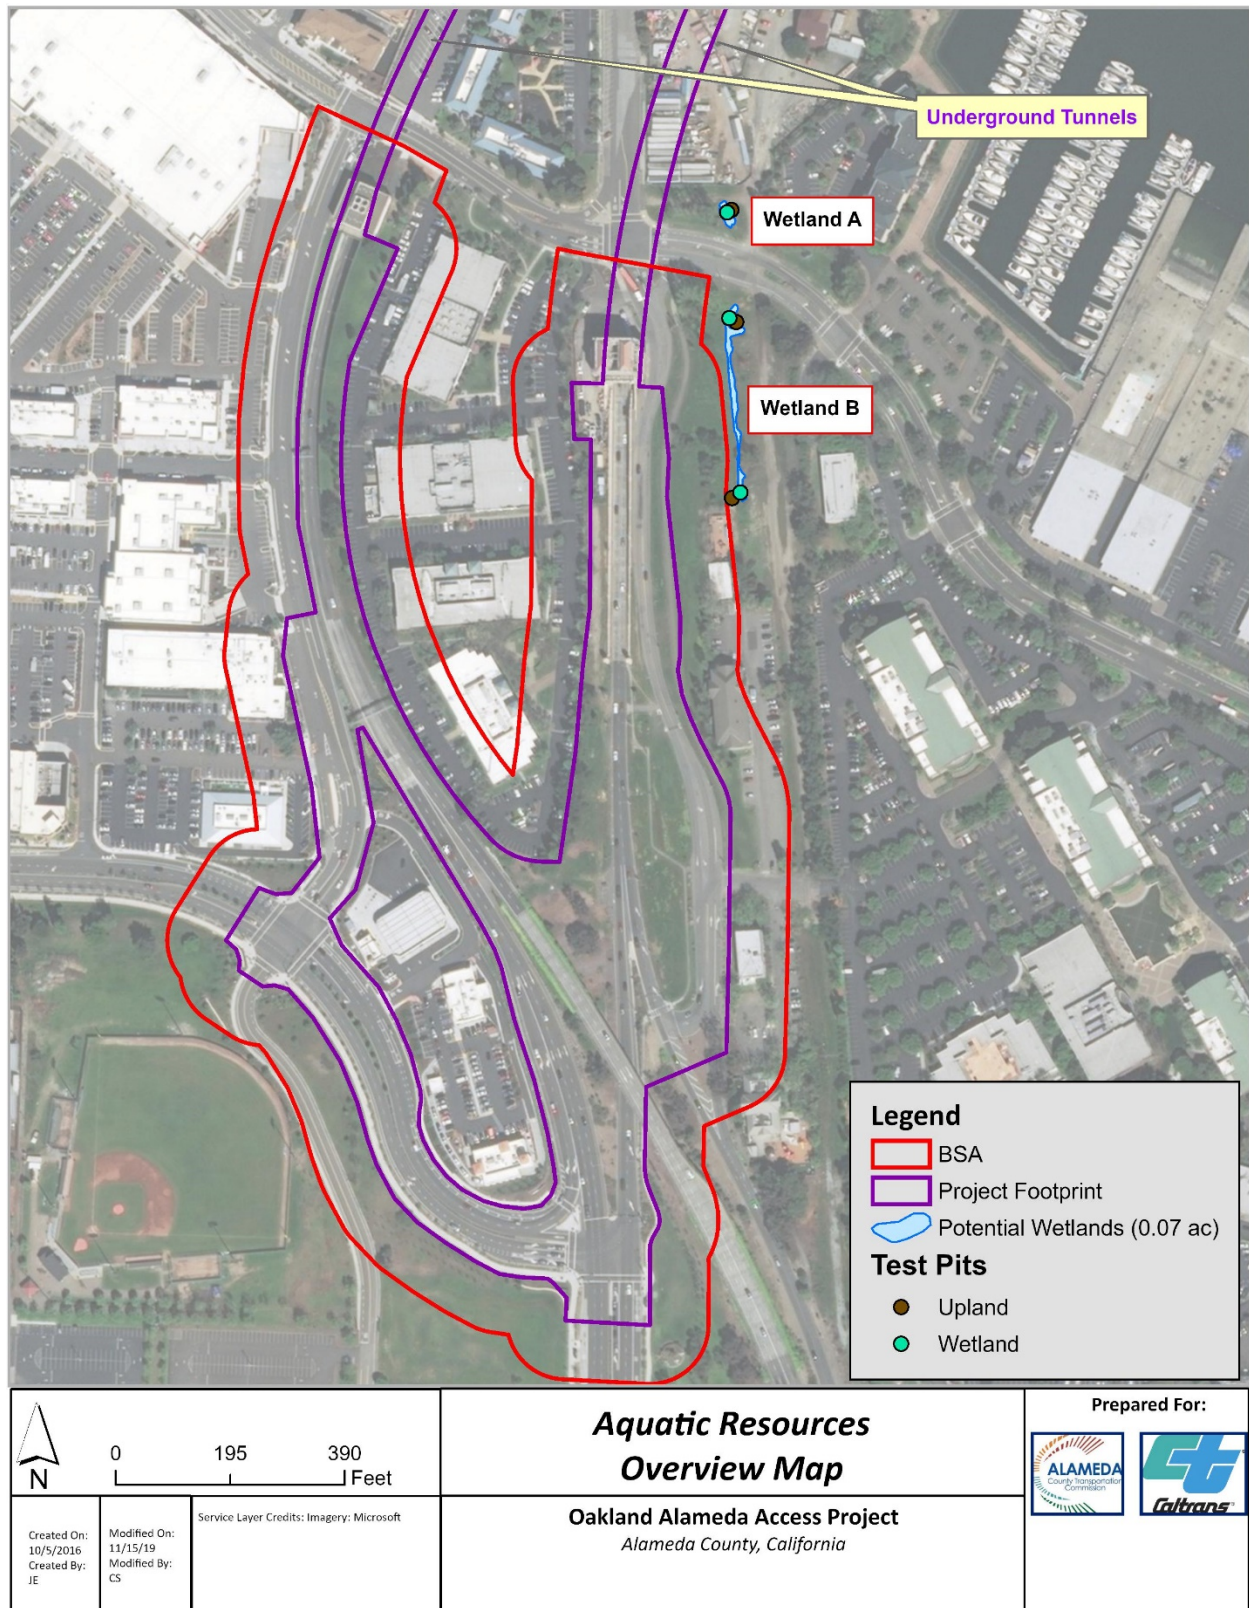 Underground Tunnels
Wetland A
Wetland B
Legend
BSA
Project Footprint
Potential Wetlands (0.07 ac)
Test Pits
Upland
Wetland
N
0 195 390
Feet
Created On:
10/5/2016
Created By:
JE
Modified On:
11/15/19
Modified By:
CS
Service Layer Credits: Imagery: Microsoft
Aquatic Resources
Overview Map
Oakland Alameda Access Project
Alameda County, California
Prepared For:
ALAMEDA
County Transportation
Commission
Caltrans